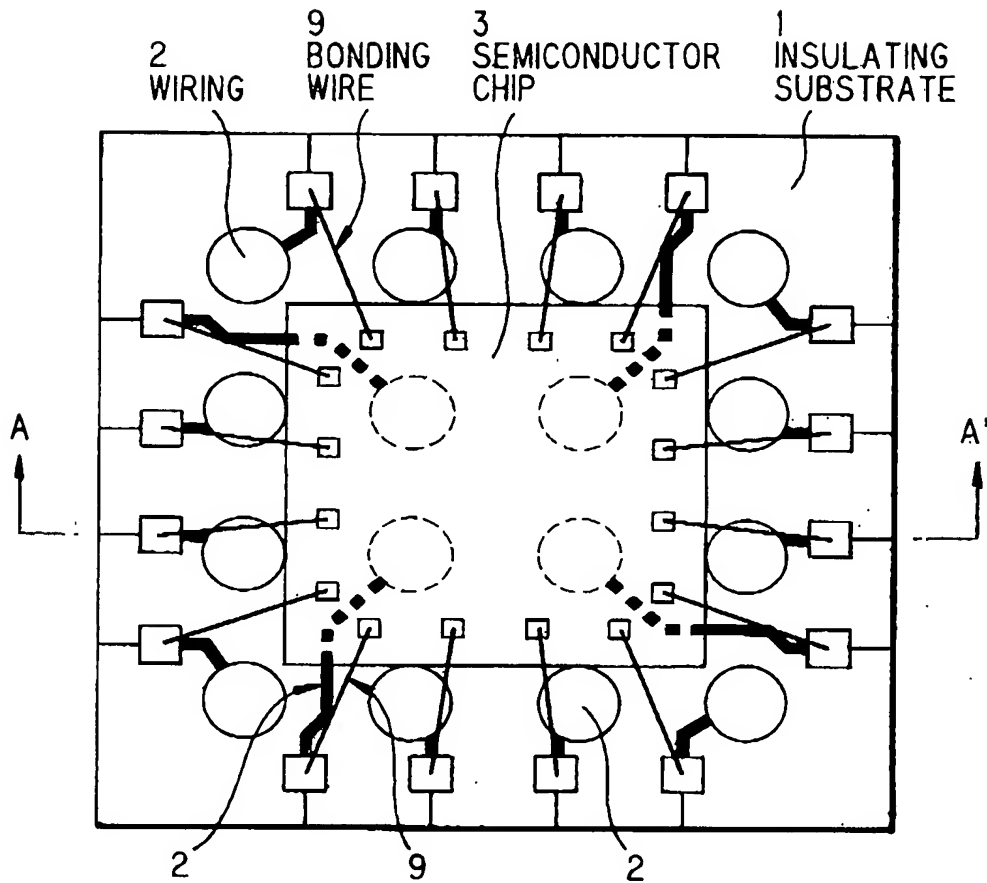 2
WIRING
9
BONDING
WIRE
3
SEMICONDUCTOR
CHIP
1
INSULATING
SUBSTRATE
A
A'
2
9
2